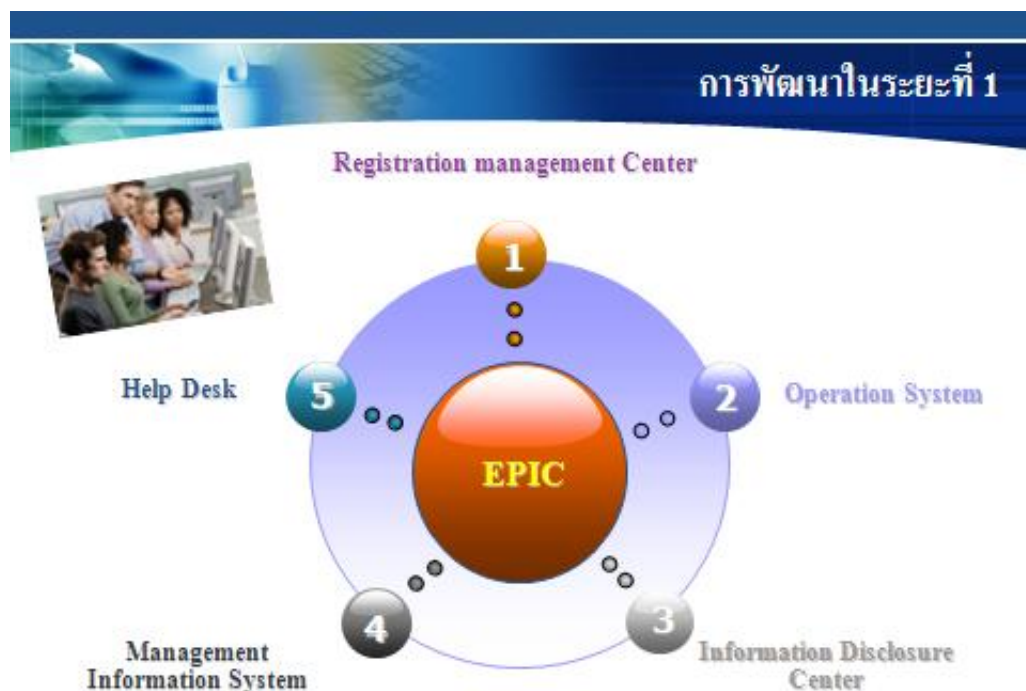 การพัฒนาในระยะที่ 1
Registration management Center
1
5
Help Desk
2
Operation System
EPIC
4
Management
Information System
3
Information Disclosure
Center